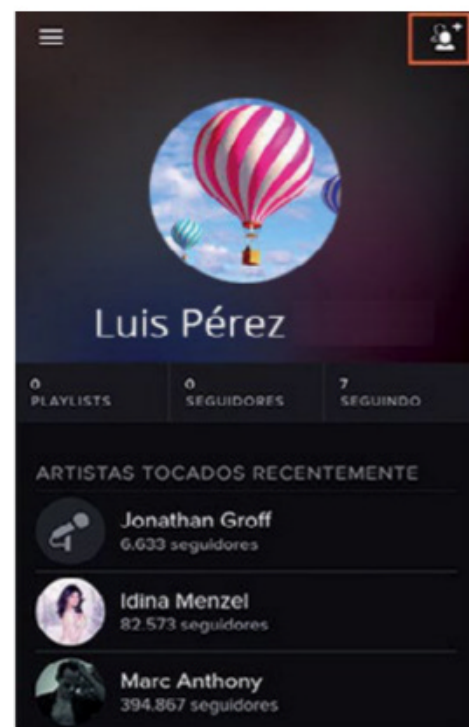 Luis Pérez
0
PLAYLISTS
0
SEGUIDORES
7
SEGUINDO
ARTISTAS TOCADOS RECENTEMENTE
Jonathan Groff
6.633 seguidores
Idina Menzel
82.573 seguidores
Marc Anthony
394.867 seguidores